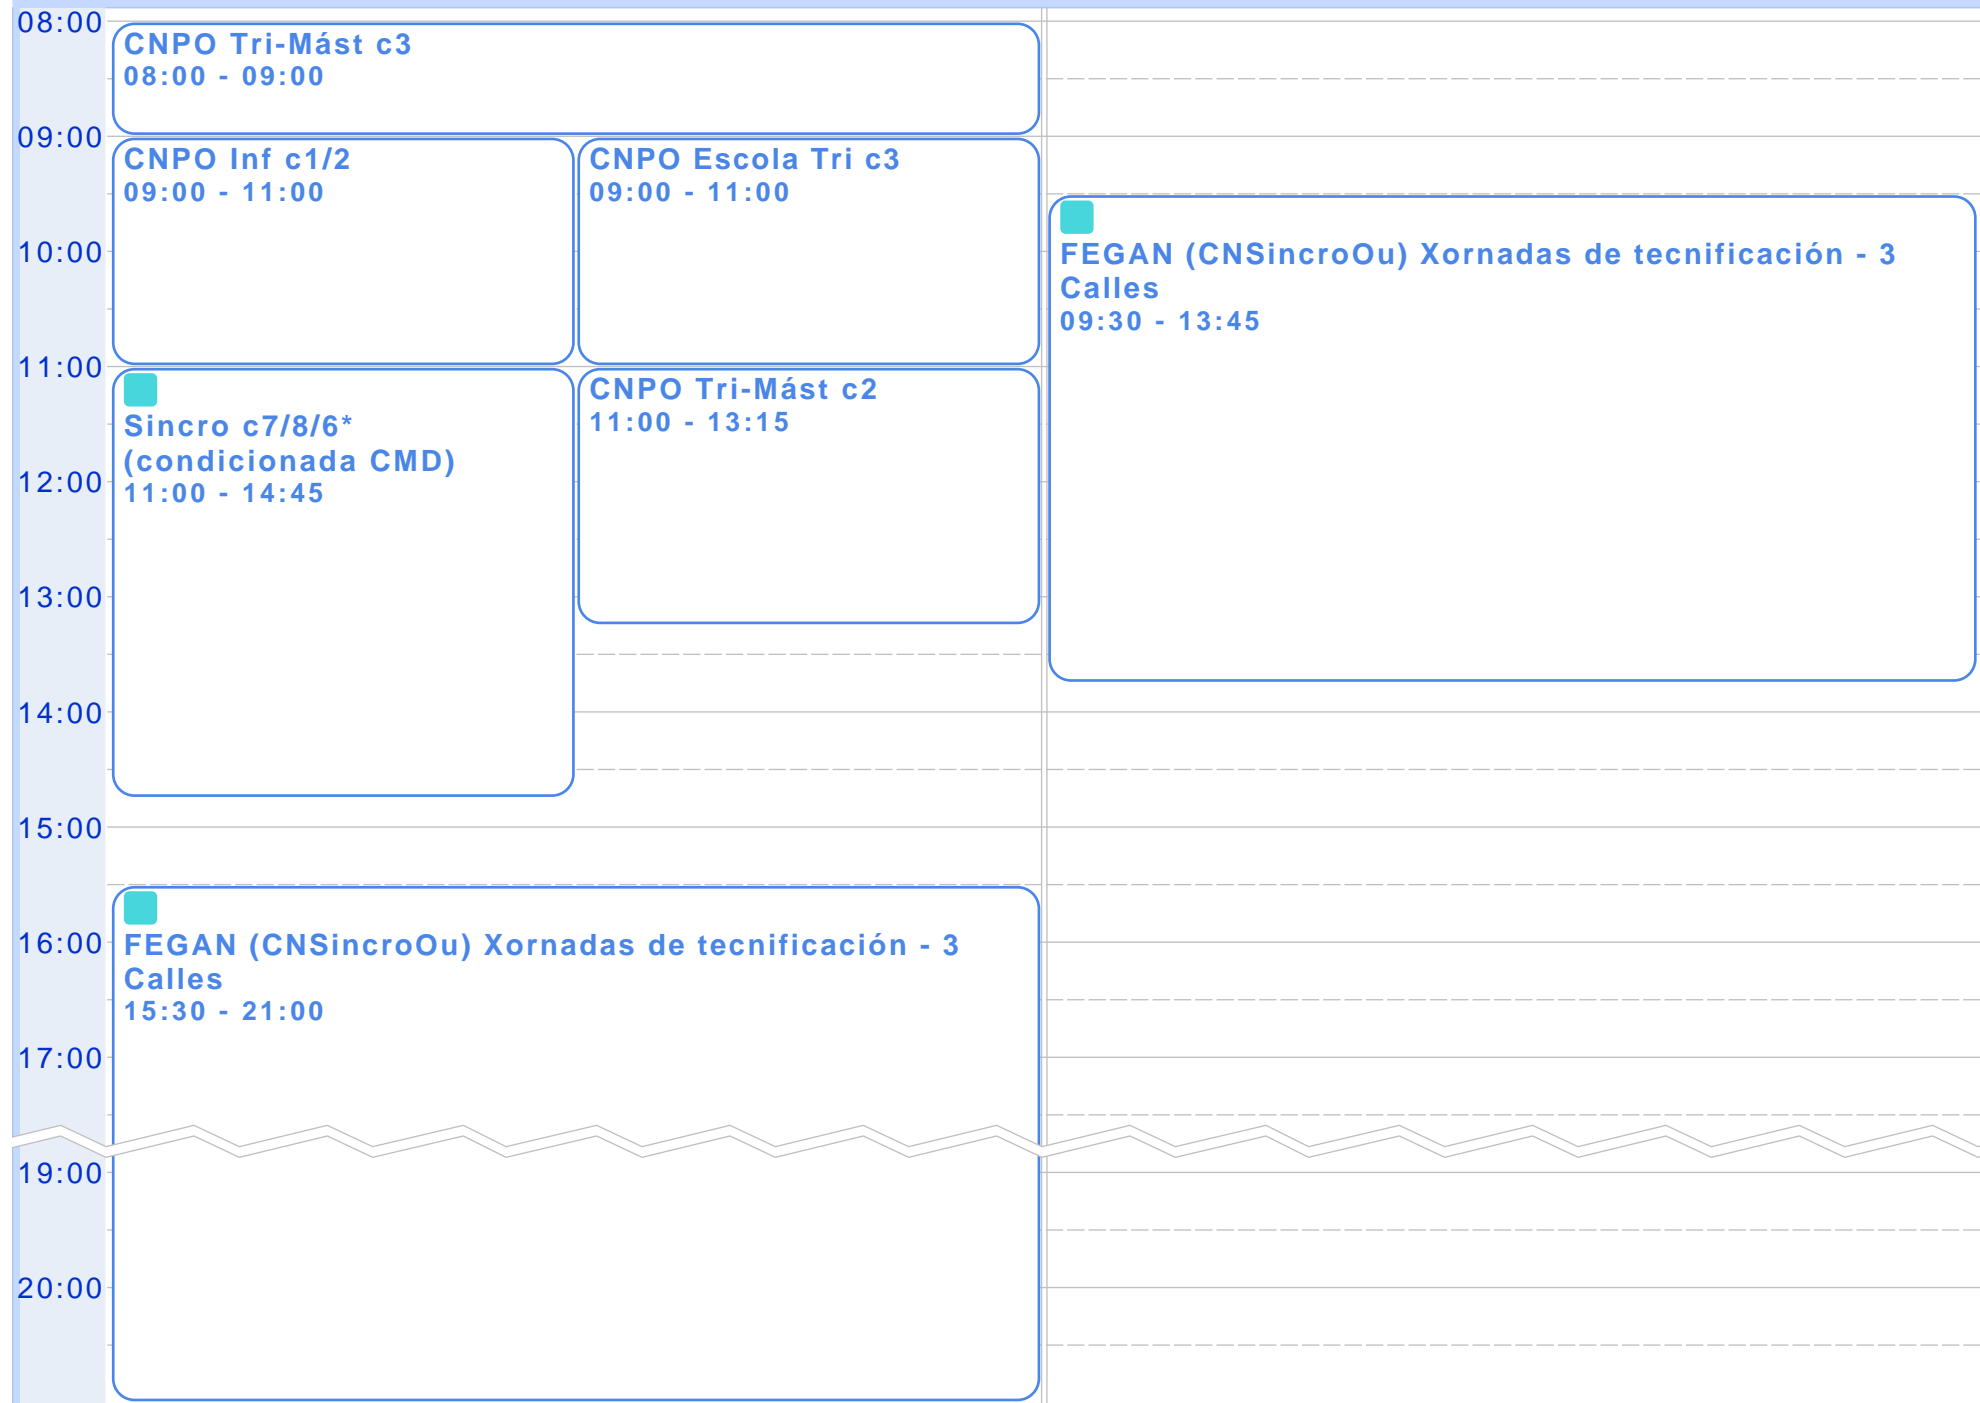 08:00
CNPO Tri-Mást c3
08:00 - 09:00
09:00
CNPO Inf c1/2
09:00 - 11:00
CNPO Escola Tri c3
09:00 - 11:00
FEGAN (CNSincroOu) Xornadas de tecnificación - 3
Calles
09:30 - 13:45
10:00
11:00
Sincro c7/8/6*
(condicionada CMD)
11:00 - 14:45
CNPO Tri-Mást c2
11:00 - 13:15
12:00
13:00
14:00
15:00
FEGAN (CNSincroOu) Xornadas de tecnificación - 3
Calles
15:30 - 21:00
16:00
17:00
19:00
20:00